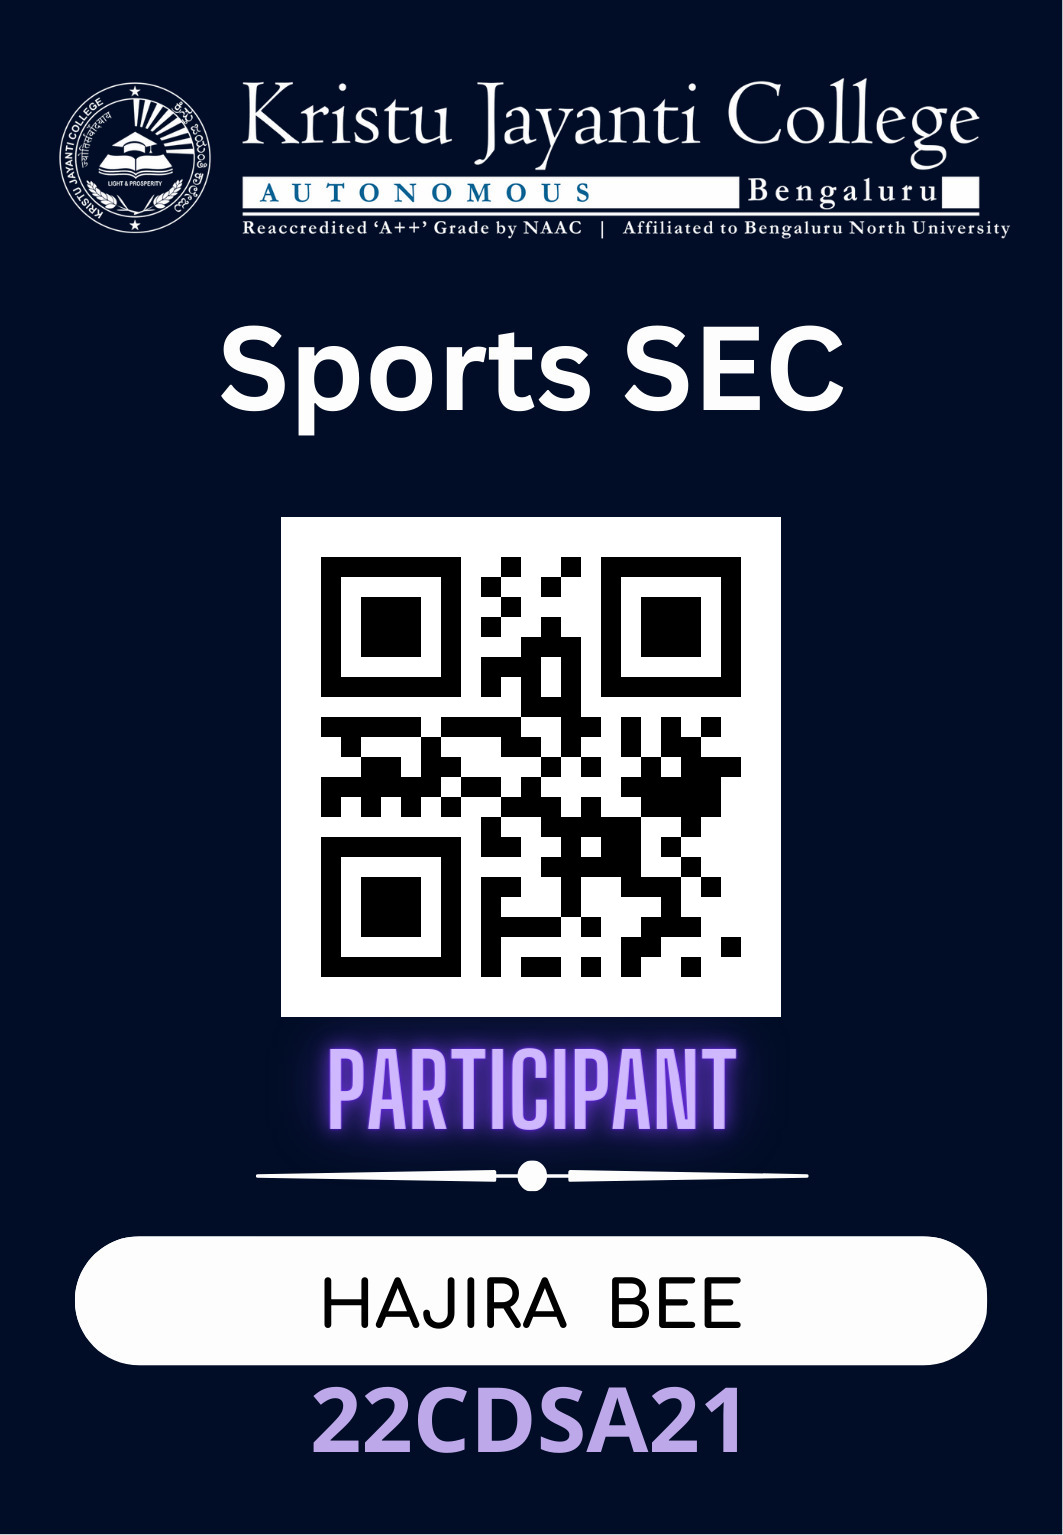 KRISTU JAYANTI COLLEGE
ಕ್ರಿಸ್ತು ಜಯಂತಿ ಕಾಲೇಜು
LIGHT & PROSPERITY
Kristu Jayanti College
AUTONOMOUS Bengaluru
Reaccredited ‘A++’ Grade by NAAC | Affiliated to Bengaluru North University
Sports SEC
PARTICIPANT
HAJIRA BEE
22CDSA21